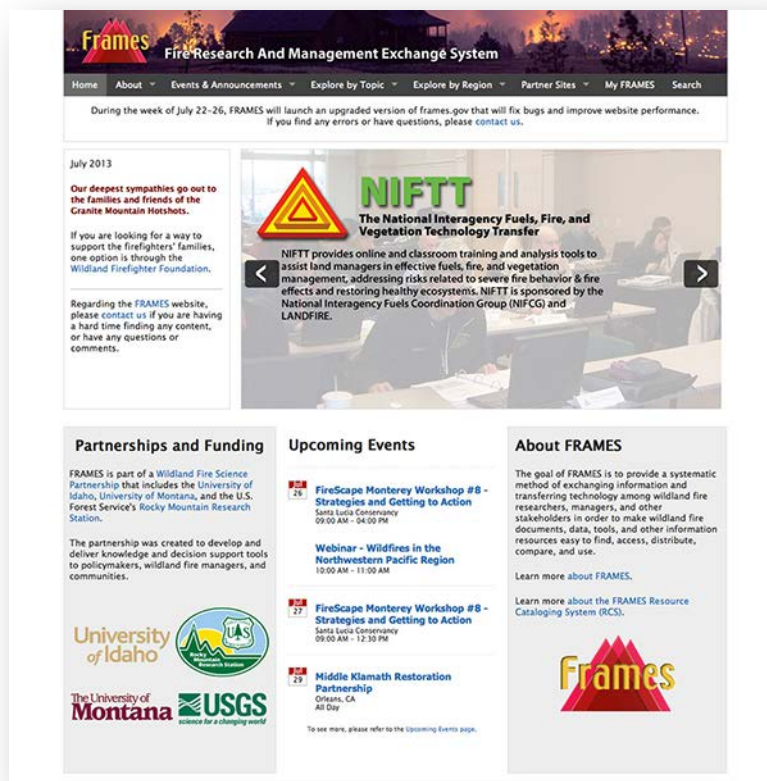 Frames
Fire Research And Management Exchange System
Home About Events & Announcements Explore by Topic Explore by Region Partner Sites My FRAMES Search
During the week of July 22-26, FRAMES will launch an upgraded version of frames.gov that will fix bugs and improve website performance.
If you find any errors or have questions, please contact us.
July 2013
Our deepest sympathies go out to
the families and friends of the
Granite Mountain Hotshots.
If you are looking for a way to
support the firefighters' families,
one option is through the
Wildland Firefighter Foundation.
Regarding the FRAMES website,
please contact us if you are having
a hard time finding any content,
or have any questions or
comments.
NIFTT
The National Interagency Fuels, Fire, and
Vegetation Technology Transfer
NIFTT provides online and classroom training and analysis tools to
assist land managers in effective fuels, fire, and vegetation
management, addressing risks related to severe fire behavior & fire
effects and restoring healthy ecosystems. NIFTT is sponsored by the
National Interagency Fuels Coordination Group (NIFCG) and
LANDFIRE.
Partnerships and Funding
FRAMES is part of a Wildland Fire Science
Partnership that includes the University of
Idaho, University of Montana, and the U.S.
Forest Service's Rocky Mountain Research
Station.
The partnership was created to develop and
deliver knowledge and decision support tools
to policymakers, wildland fire managers, and
communities.
University
of Idaho
Rocky
Mountain
Research Station
UAS
The University of
Montana
USGS
science for a changing world
Upcoming Events
Jul
26
FireScape Monterey Workshop #8 -
Strategies and Getting to Action
Santa Lucia Conservancy
09:00 AM - 04:00 PM
Webinar - Wildfires in the
Northwestern Pacific Region
10:00 AM - 11:00 AM
Jul
27
FireScape Monterey Workshop #8 -
Strategies and Getting to Action
Santa Lucia Conservancy
09:00 AM - 12:30 PM
Jul
29
Middle Klamath Restoration
Partnership
Orleans, CA
All Day
To see more, please refer to the Upcoming Events page.
About FRAMES
The goal of FRAMES is to provide a systematic
method of exchanging information and
transferring technology among wildland fire
researchers, managers, and other
stakeholders in order to make wildland fire
documents, data, tools, and other information
resources easy to find, access, distribute,
compare, and use.
Learn more about FRAMES.
Learn more about the FRAMES Resource
Cataloging System (RCS).
Frames